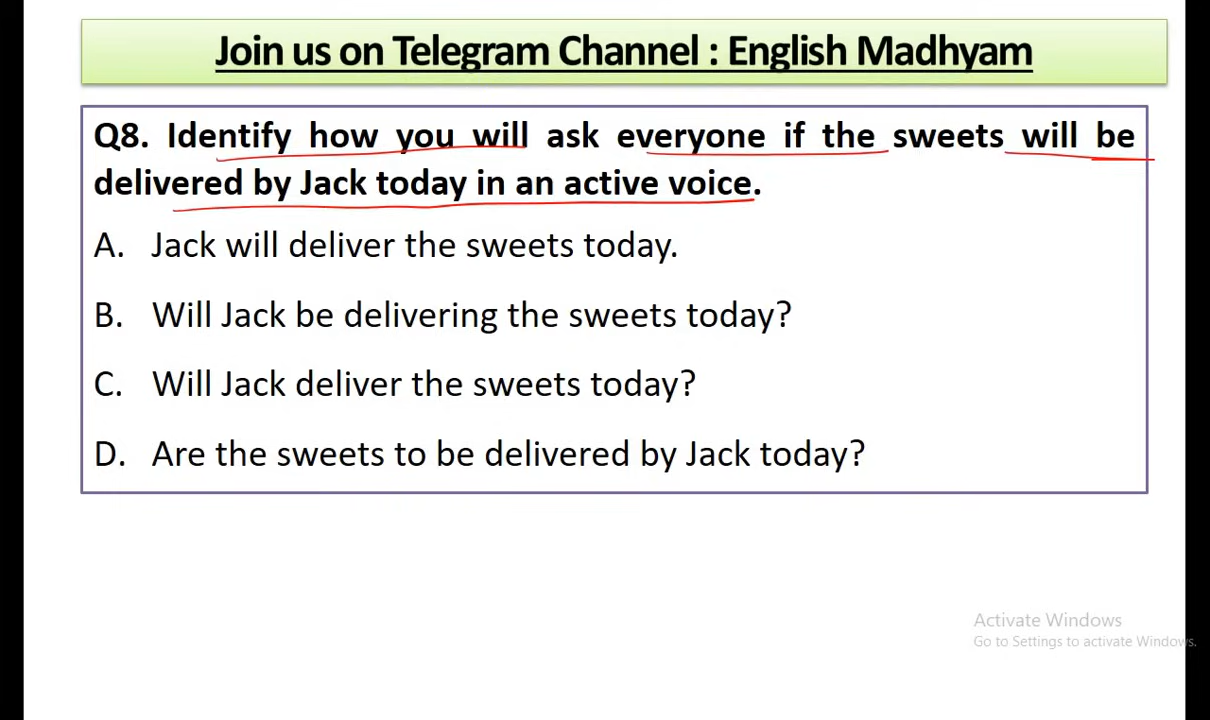 Join us on Telegram Channel : English Madhyam
Q8. Identify how you will ask everyone if the sweets will be
delivered by Jack today in an active voice.
A. Jack will deliver the sweets today.
B. Will Jack be delivering the sweets today?
C. Will Jack deliver the sweets today?
D. Are the sweets to be delivered by Jack today?
Activate Windows
Go to Settings to activate Windows.